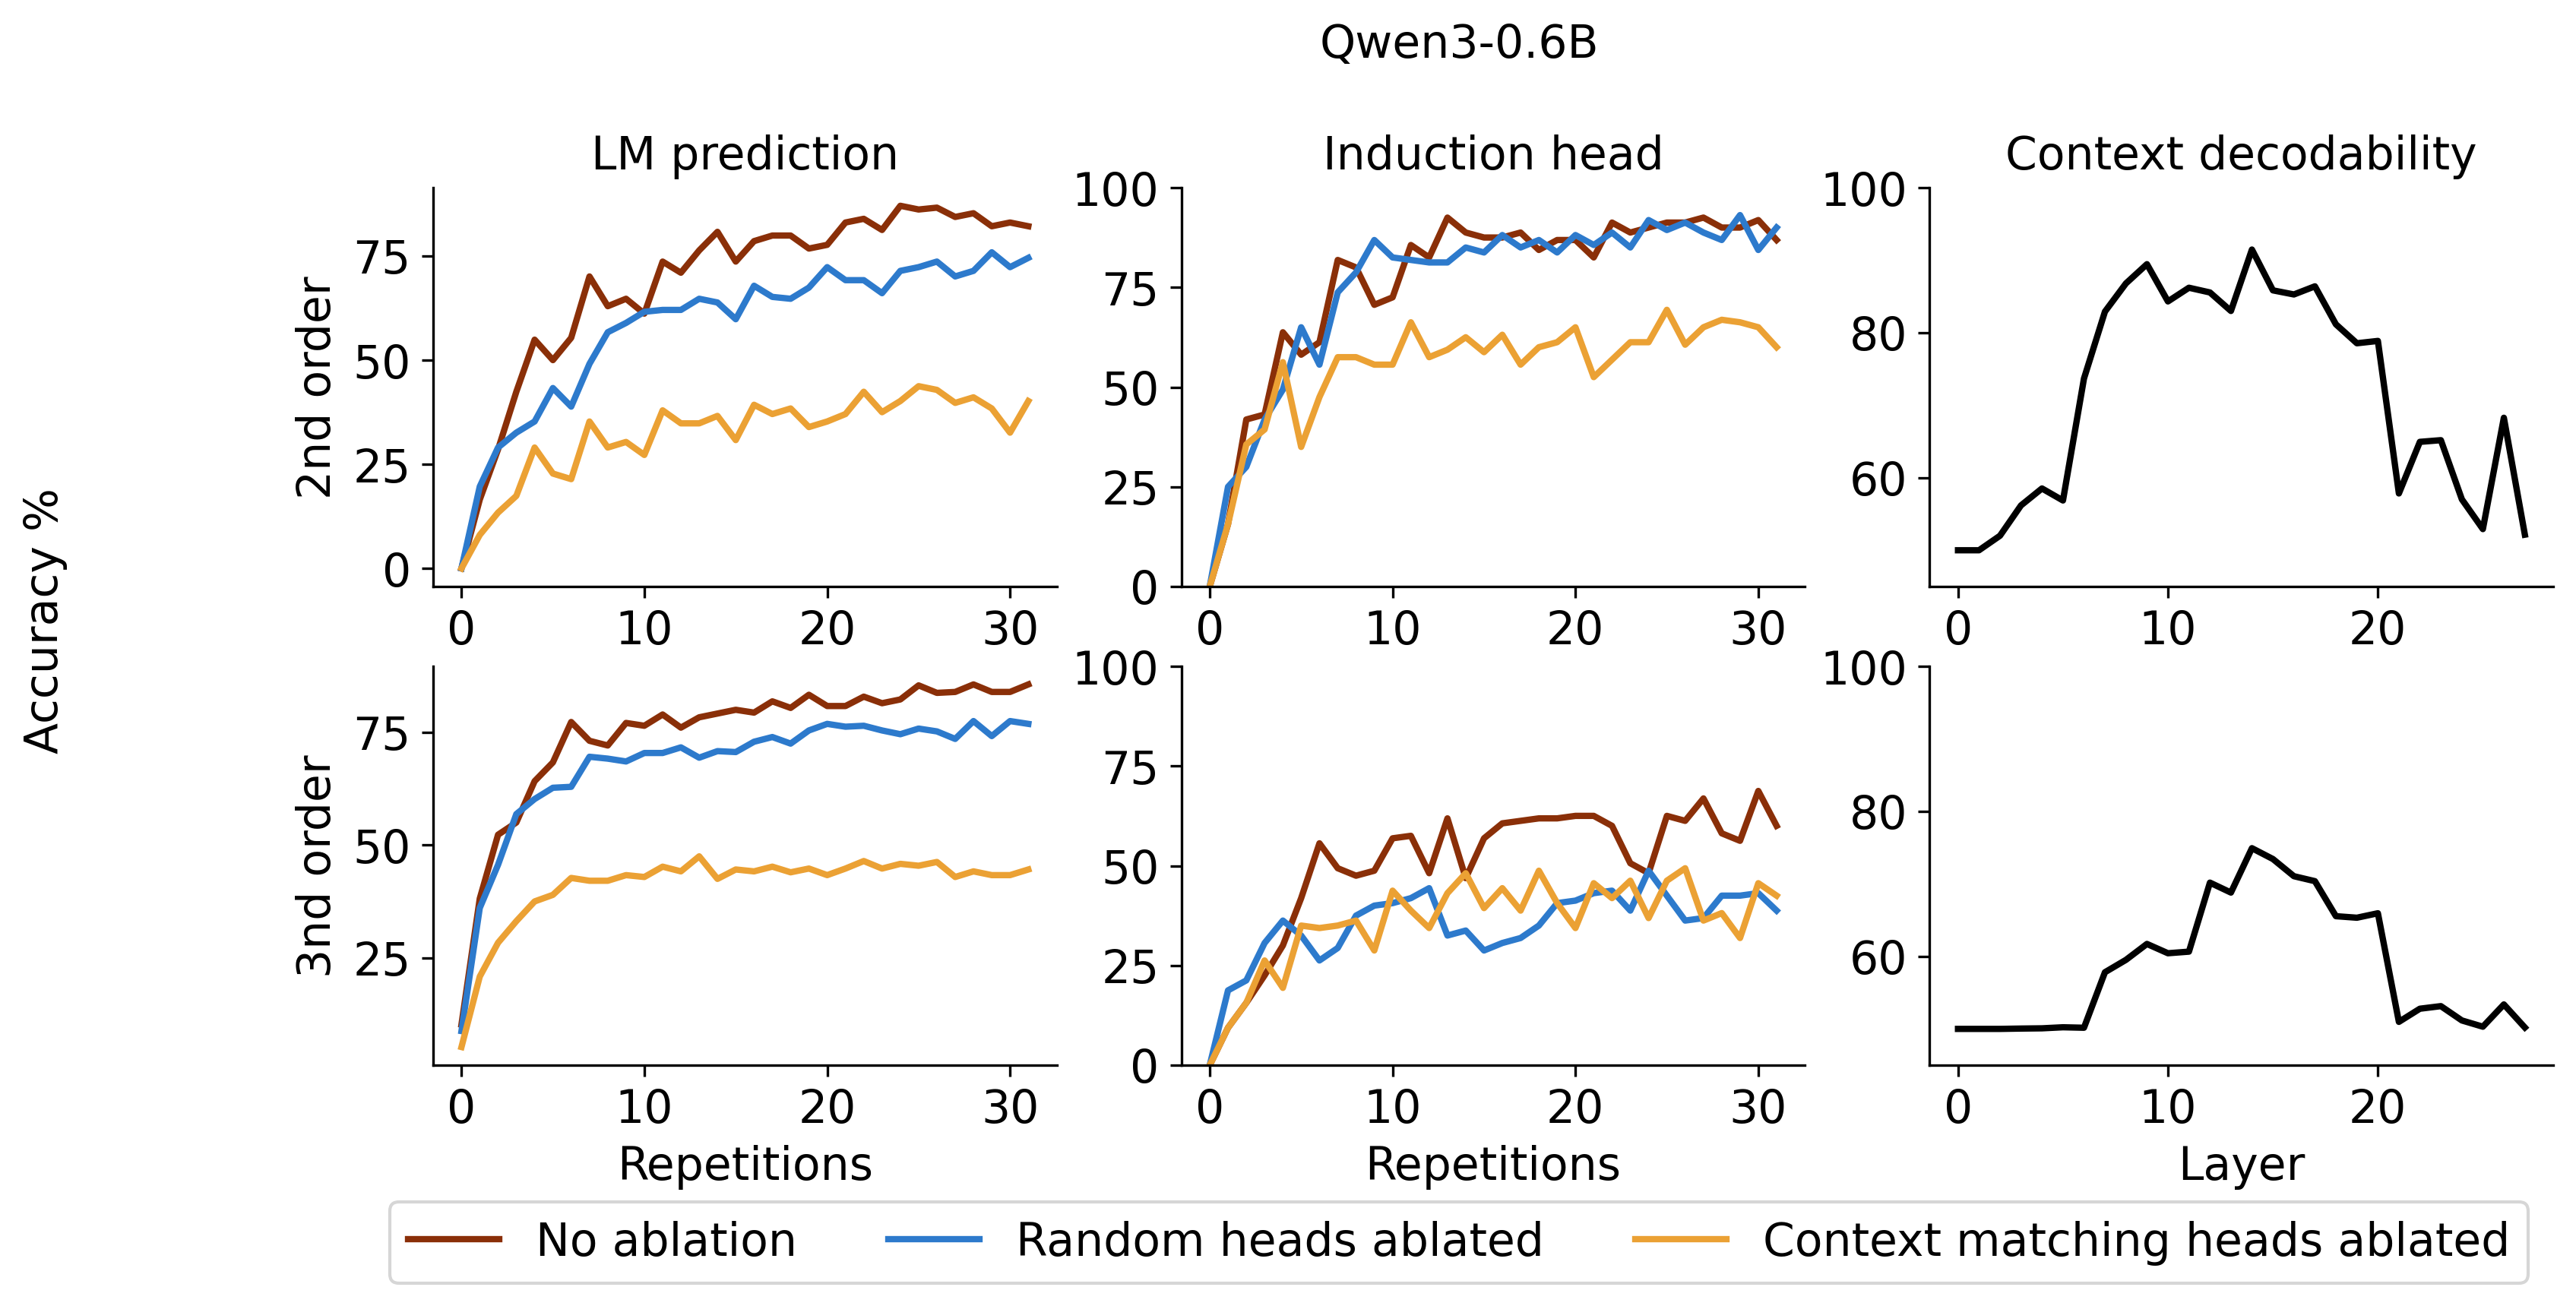 Qwen3-0.6B
LM prediction
Induction head
Context decodability
Accuracy %
2nd order
75
50
25
0
0 10 20 30
100
75
50
25
0
0 10 20 30
100
80
60
0 10 20
3nd order
75
50
25
0 10 20 30
Repetitions
100
75
50
25
0
0 10 20 30
Repetitions
100
80
60
0 10 20
Layer
No ablation
Random heads ablated
Context matching heads ablated